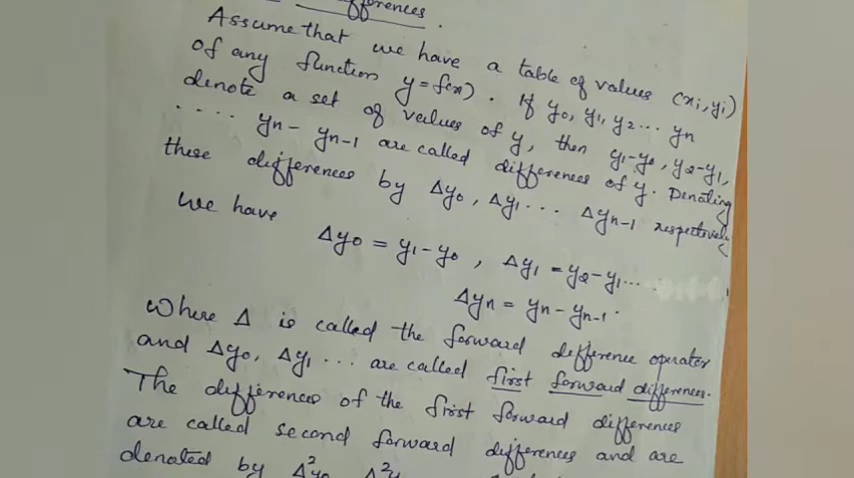 differences.
Assume that we have a table of values (xi, yi)
of any function y = f(x). If y0, y1, y2 ... yn
denote a set of values of y, then y1-y0, y2-y1,
.... yn - yn-1 are called differences of y. Denoting
these differences by Δy0, Δy1 ... Δyn-1 respectively
we have
Δy0 = y1 - y0, Δy1 = y2 - y1 ....
Δyn = yn - yn-1.
Where Δ is called the forward difference operator
and Δy0, Δy1 ... are called first forward differences.
The differences of the first forward differences
are called second forward differences and are
denoted by Δ²y0, Δ²y